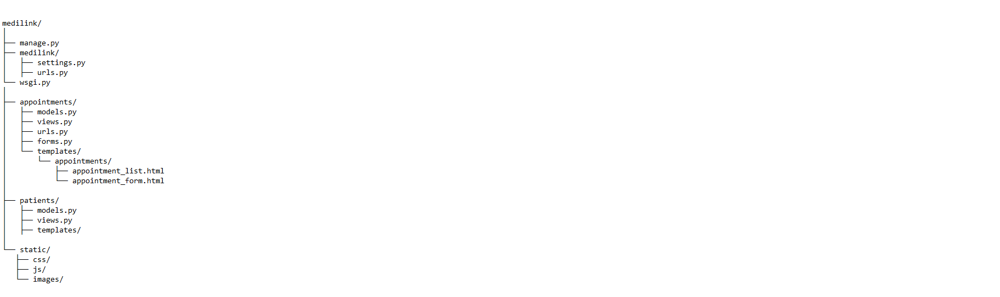 medilink/
├── manage.py
├── medilink/
│   ├── settings.py
│   ├── urls.py
└── wsgi.py
├── appointments/
│   ├── models.py
│   ├── views.py
│   ├── urls.py
│   ├── forms.py
│   └── templates/
│       └── appointments/
│           ├── appointment_list.html
│           └── appointment_form.html
├── patients/
│   ├── models.py
│   ├── views.py
│   ├── templates/
└── static/
   ├── css/
   ├── js/
   └── images/